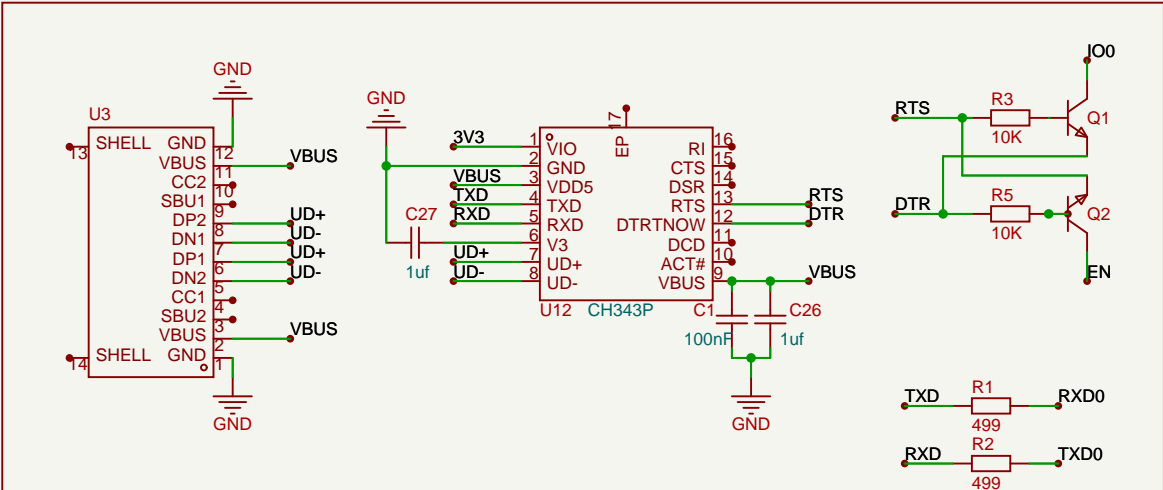 GND
U3
13
SHELL
GND
12
VBUS
11
VBUS
CC2
10
SBU1
9
DP2
8
UD+
DN1
7
UD-
DP1
6
UD+
DN2
5
UD-
CC1
4
SBU2
3
VBUS
2
VBUS
14
SHELL
GND
1
GND
GND
C27
1uf
17
EP
3V3
1
VIO
2
GND
VBUS
3
VDD5
TXD
4
TXD
RXD
5
RXD
6
V3
UD+
7
UD+
UD-
8
UD-
16
RI
15
CTS
14
DSR
13
RTS
RTS
12
DTRTNOW
DTR
11
DCD
10
ACT#
9
VBUS
VBUS
U12
CH343P
C1
100nF
C26
1uf
GND
IO0
RTS
R3
10K
Q1
DTR
R5
10K
Q2
EN
TXD
R1
499
RXD0
RXD
R2
499
TXD0